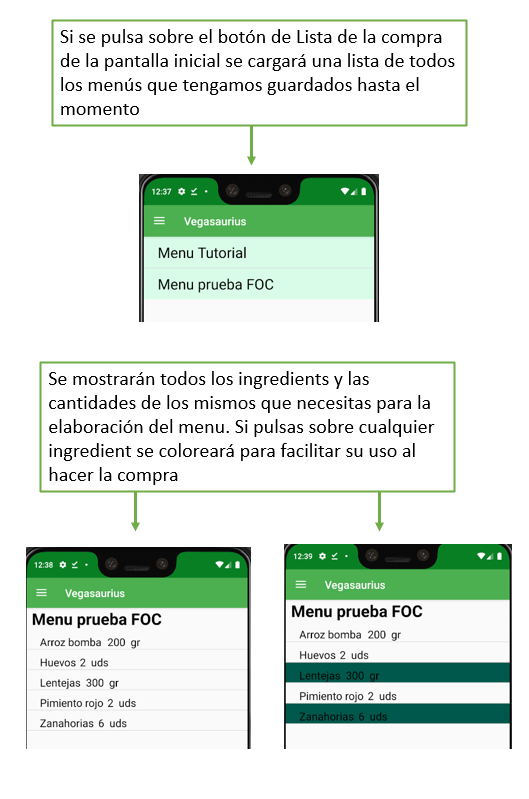 Si se pulsa sobre el botón de Lista de la compra
de la pantalla inicial se cargará una lista de todos
los menús que tengamos guardados hasta el
momento
12:37
Vegasaurius
Menu Tutorial
Menu prueba FOC
Se mostrarán todos los ingredients y las
cantidades de los mismos que necesitas para la
elaboración del menu. Si pulsas sobre cualquier
ingredient se coloreará para facilitar su uso al
hacer la compra
12:38
Vegasaurius
Menu prueba FOC
Arroz bomba 200 gr
Huevos 2 uds
Lentejas 300 gr
Pimiento rojo 2 uds
Zanahorias 6 uds
12:39
Vegasaurius
Menu prueba FOC
Arroz bomba 200 gr
Huevos 2 uds
Lentejas 300 gr
Pimiento rojo 2 uds
Zanahorias 6 uds